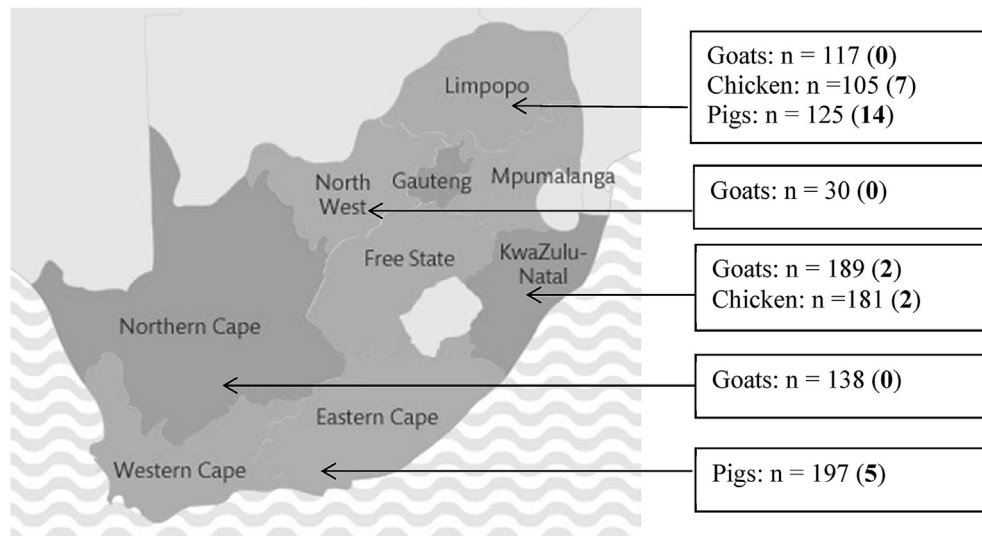 Limpopo
North
West
Gauteng
Mpumalanga
Free State
KwaZulu-
Natal
Northern Cape
Eastern Cape
Western Cape
Goats: n = 117 (0)
Chicken: n =105 (7)
Pigs: n = 125 (14)
Goats: n = 30 (0)
Goats: n = 189 (2)
Chicken: n =181 (2)
Goats: n = 138 (0)
Pigs: n = 197 (5)